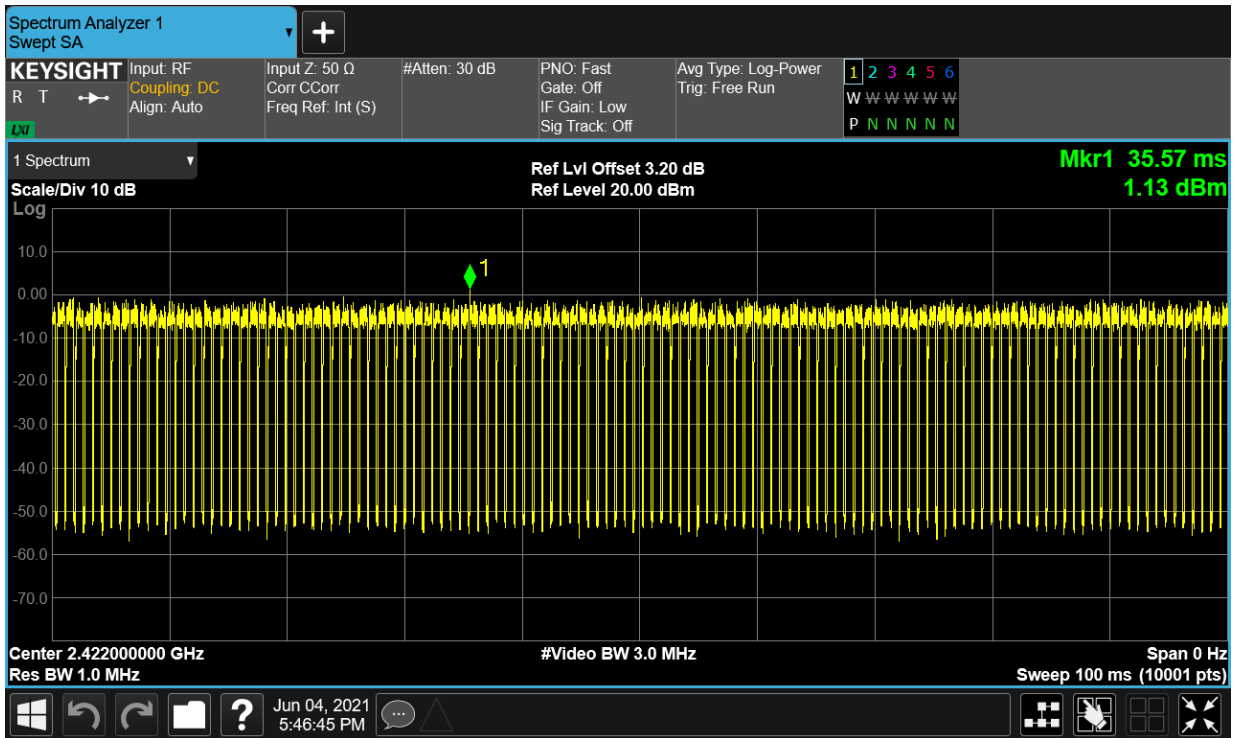 Spectrum Analyzer 1
Swept SA
KEYSIGHT
R T
LXI
Input: RF
Coupling: DC
Align: Auto
Input Z: 50 Ω
Corr CCorr
Freq Ref: Int (S)
#Atten: 30 dB
PNO: Fast
Gate: Off
IF Gain: Low
Sig Track: Off
Avg Type: Log-Power
Trig: Free Run
1 2 3 4 5 6
W W W W W W
P N N N N N
1 Spectrum
Scale/Div 10 dB
Log
Ref Lvl Offset 3.20 dB
Ref Level 20.00 dBm
Mkr1 35.57 ms
1.13 dBm
10.0
1
0.00
-10.0
-20.0
-30.0
-40.0
-50.0
-60.0
-70.0
Center 2.422000000 GHz
Res BW 1.0 MHz
#Video BW 3.0 MHz
Span 0 Hz
Sweep 100 ms (10001 pts)
?
Jun 04, 2021
5:46:45 PM